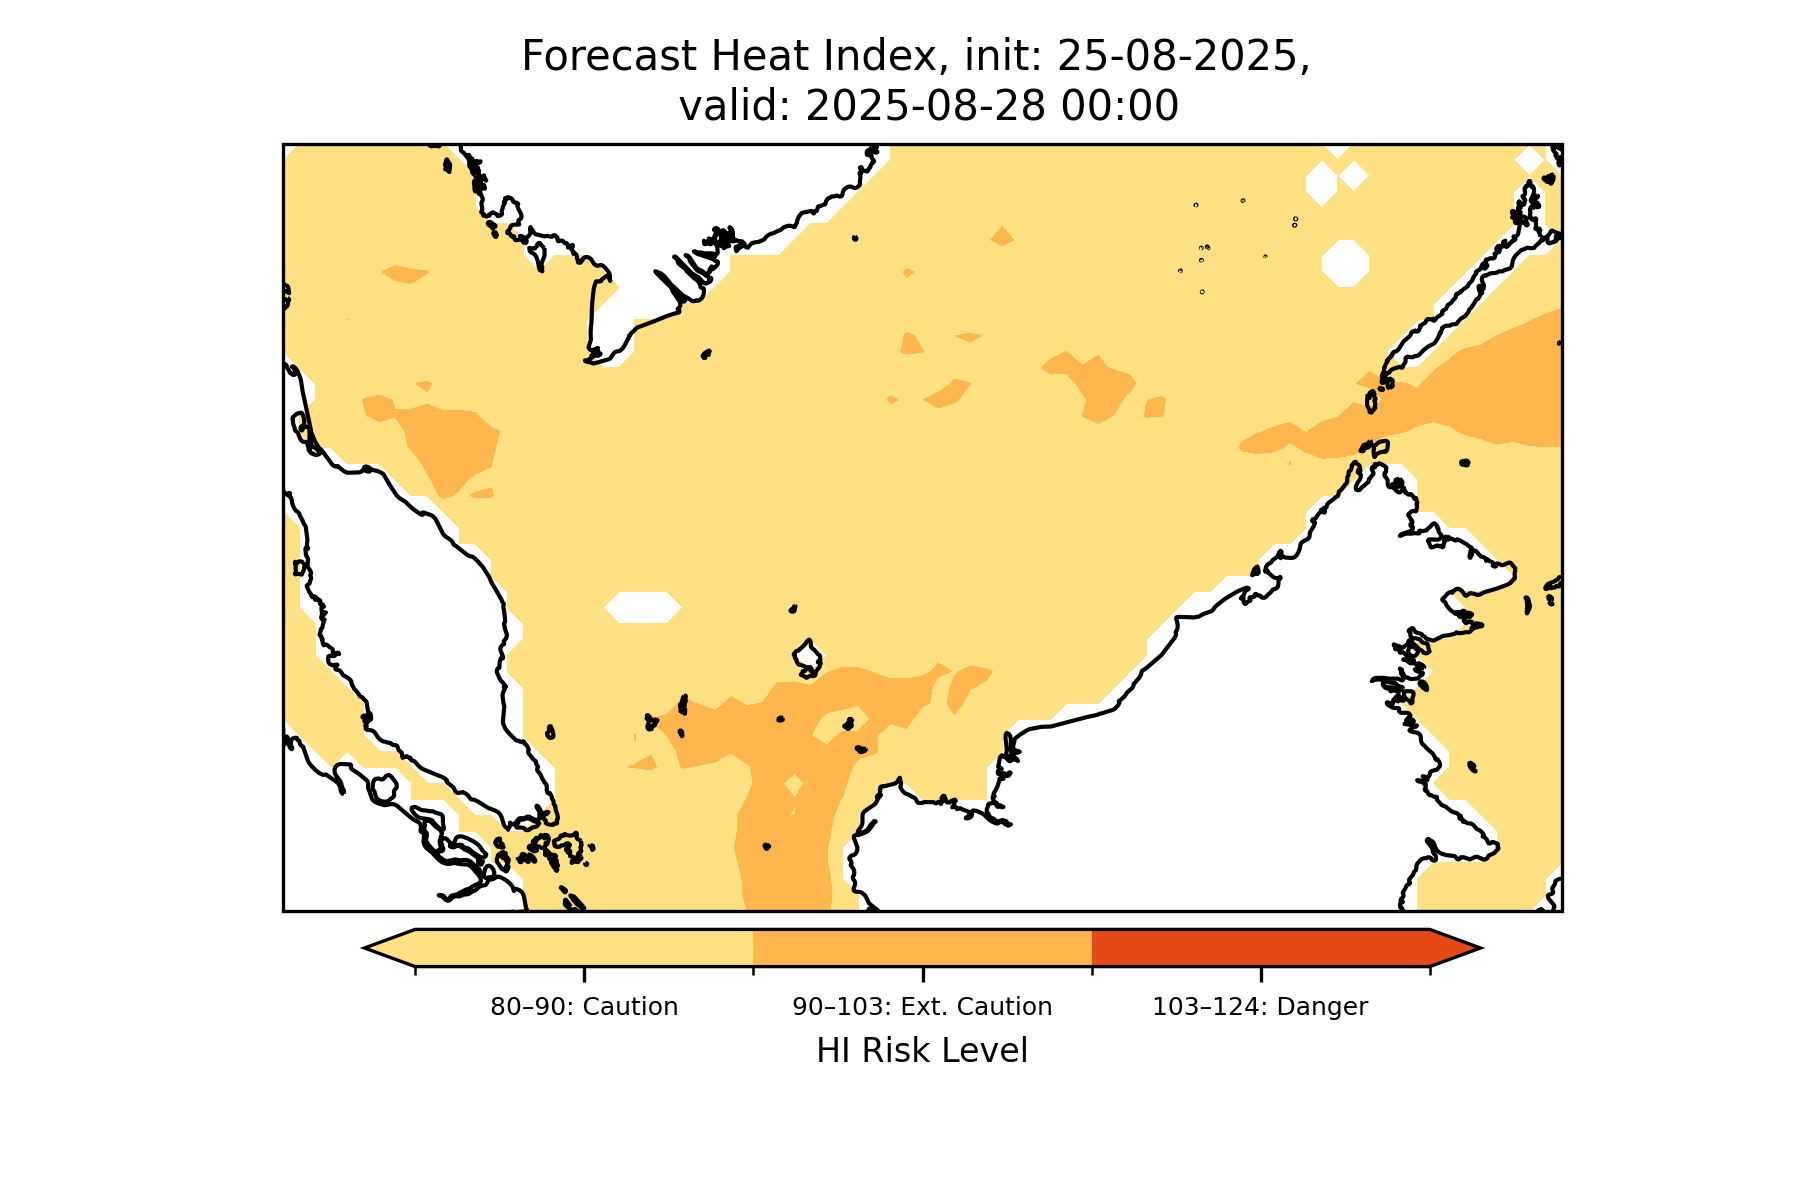 Forecast Heat Index, init: 25-08-2025,
valid: 2025-08-28 00:00
80–90: Caution
90–103: Ext. Caution
103–124: Danger
HI Risk Level